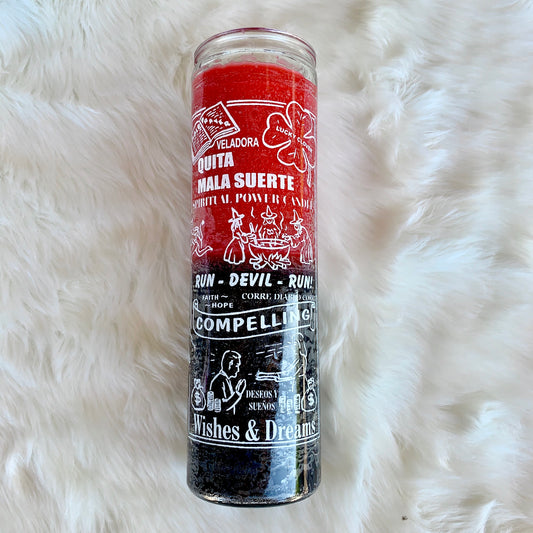 LUCKY CLOVER
VELADORA
QUITA
MALA SUERTE
SPIRITUAL POWER CANDLE
RUN - DEVIL - RUN!
FAITH ~
~ HOPE
CORRE DIABLO
COMPELLING
DESEOS Y
SUEÑOS
Wishes & Dreams